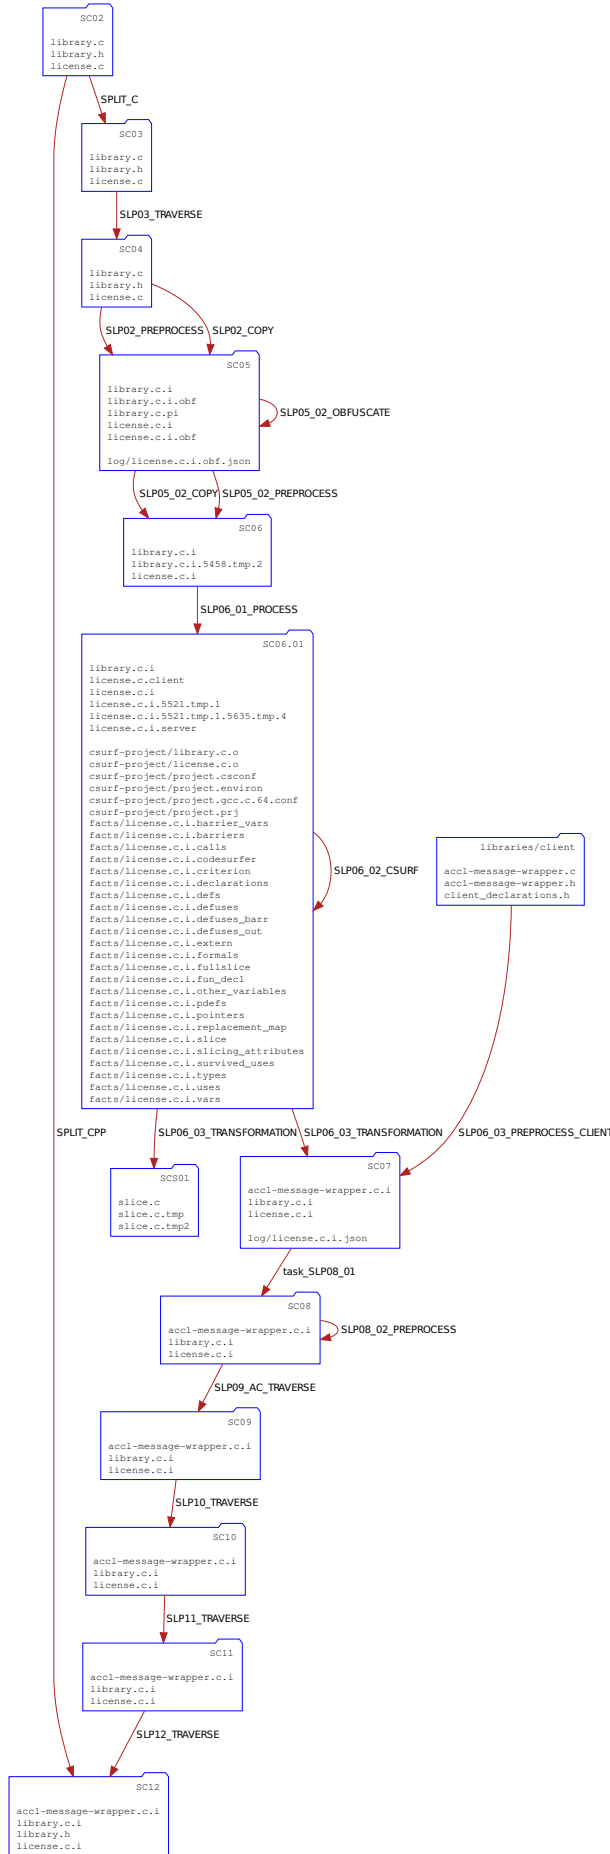 SC02
library.c
library.h
license.c
SPLIT_C
SC03
library.c
library.h
license.c
SLP03_TRAVERSE
SC04
library.c
library.h
license.c
SLP02_PREPROCESS
SLP02_COPY
SC05
library.c.i
library.c.i.obf
library.c.pi
license.c.i
license.c.i.obf
log/license.c.i.obf.json
SLP05_02_OBFUSCATE
SLP05_02_COPY
SLP05_02_PREPROCESS
SC06
library.c.i
library.c.i.5458.tmp.2
license.c.i
SLP06_01_PROCESS
SC06.01
library.c.i
license.c.client
license.c.i
license.c.i.5521.tmp.1
license.c.i.5521.tmp.1.5635.tmp.4
license.c.i.server
csurf-project/library.c.o
csurf-project/license.c.o
csurf-project/project.csconf
csurf-project/project.environ
csurf-project/project.gcc.c.64.conf
csurf-project/project.prj
facts/license.c.i.barrier_vars
facts/license.c.i.barriers
facts/license.c.i.calls
facts/license.c.i.codesurfer
facts/license.c.i.criterion
facts/license.c.i.declarations
facts/license.c.i.defs
facts/license.c.i.defuses
facts/license.c.i.defuses_barr
facts/license.c.i.defuses_out
facts/license.c.i.extern
facts/license.c.i.formals
facts/license.c.i.fullslice
facts/license.c.i.fun_decl
facts/license.c.i.other_variables
facts/license.c.i.pdefs
facts/license.c.i.pointers
facts/license.c.i.replacement_map
facts/license.c.i.slice
facts/license.c.i.slicing_attributes
facts/license.c.i.survived_uses
facts/license.c.i.types
facts/license.c.i.uses
facts/license.c.i.vars
SLP06_02_CSURF
libraries/client
accl-message-wrapper.c
accl-message-wrapper.h
client_declarations.h
SPLIT_CPP
SLP06_03_TRANSFORMATION
SLP06_03_TRANSFORMATION
SLP06_03_PREPROCESS_CLIENT
SCS01
slice.c
slice.c.tmp
slice.c.tmp2
SC07
accl-message-wrapper.c.i
library.c.i
license.c.i
log/license.c.i.json
task_SLP08_01
SC08
accl-message-wrapper.c.i
library.c.i
license.c.i
SLP08_02_PREPROCESS
SLP09_AC_TRAVERSE
SC09
accl-message-wrapper.c.i
library.c.i
license.c.i
SLP10_TRAVERSE
SC10
accl-message-wrapper.c.i
library.c.i
license.c.i
SLP11_TRAVERSE
SC11
accl-message-wrapper.c.i
library.c.i
license.c.i
SLP12_TRAVERSE
SC12
accl-message-wrapper.c.i
library.c.i
library.h
license.c.i